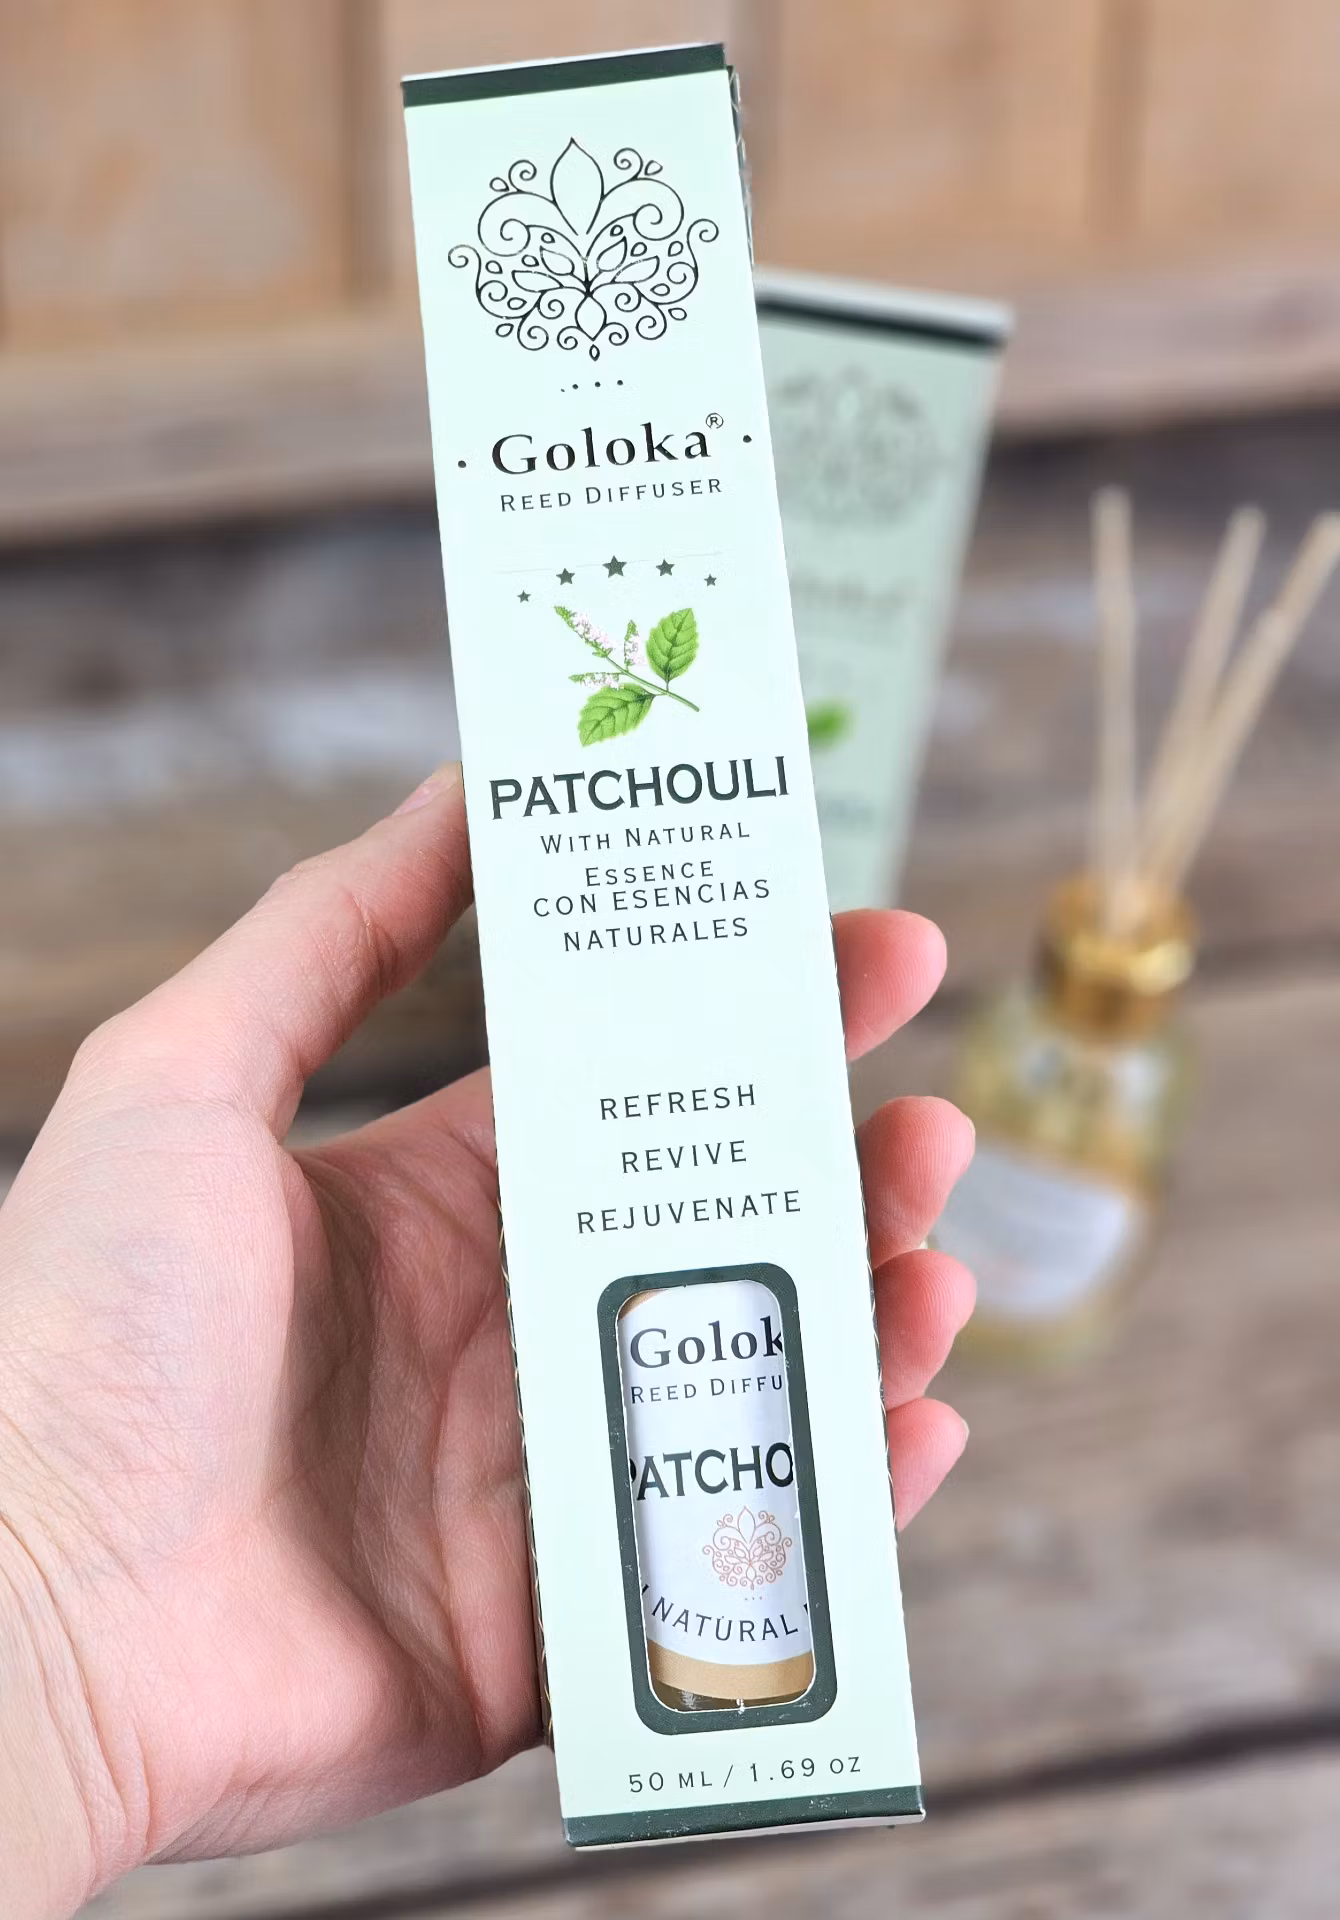 Goloka®
REED DIFFUSER
PATCHOULI
WITH NATURAL
ESSENCE
CON ESENCIAS
NATURALES
REFRESH
REVIVE
REJUVENATE
Golok
REED DIFFU
PATCHO
NATURAL
50 ML / 1.69 OZ